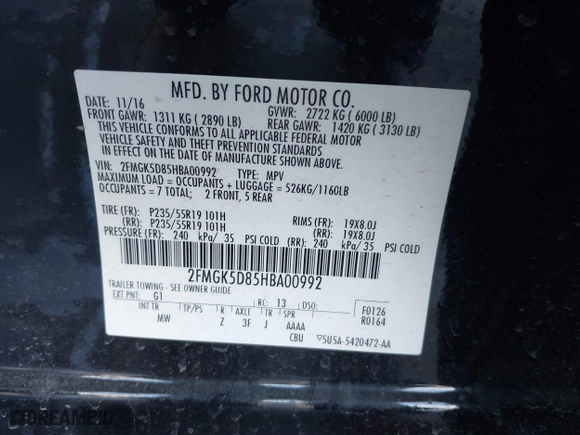 MFD. BY FORD MOTOR CO.
DATE: 11/16 GVWR: 2722 KG ( 6000 LB)
FRONT GAWR: 1311 KG ( 2890 LB) REAR GAWR: 1420 KG ( 3130 LB)
THIS VEHICLE CONFORMS TO ALL APPLICABLE FEDERAL MOTOR
VEHICLE SAFETY AND THEFT PREVENTION STANDARDS
IN EFFECT ON THE DATE OF MANUFACTURE SHOWN ABOVE.
VIN: 2FMGK5D85HBA00992 TYPE: MPV
MAXIMUM LOAD = OCCUPANTS + LUGGAGE = 526KG/1160LB
OCCUPANTS = 7 TOTAL; 2 FRONT, 5 REAR
TIRE (FR): P235/55R19 101H RIMS (FR): 19X8.0J
(RR): P235/55R19 101H (RR): 19X8.0J
PRESSURE (FR): 240 kPa/ 35 PSI COLD (RR): 240 kPa/ 35 PSI COLD
2FMGK5D85HBA00992
TRAILER TOWING - SEE OWNER GUIDE
EXT PNT: G1 RC: 13 DSO:
F0126
R0164
INT TR TP/PS R AXLE TR SPR
MW Z 3F J AAAA
CBU ▽SU5A-5420472-AA
DREAMBID